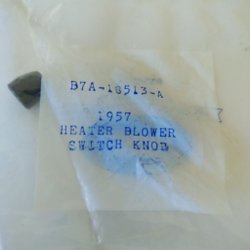 B7A-18513-A
1957
HEATER BLOWER
SWITCH KNOB